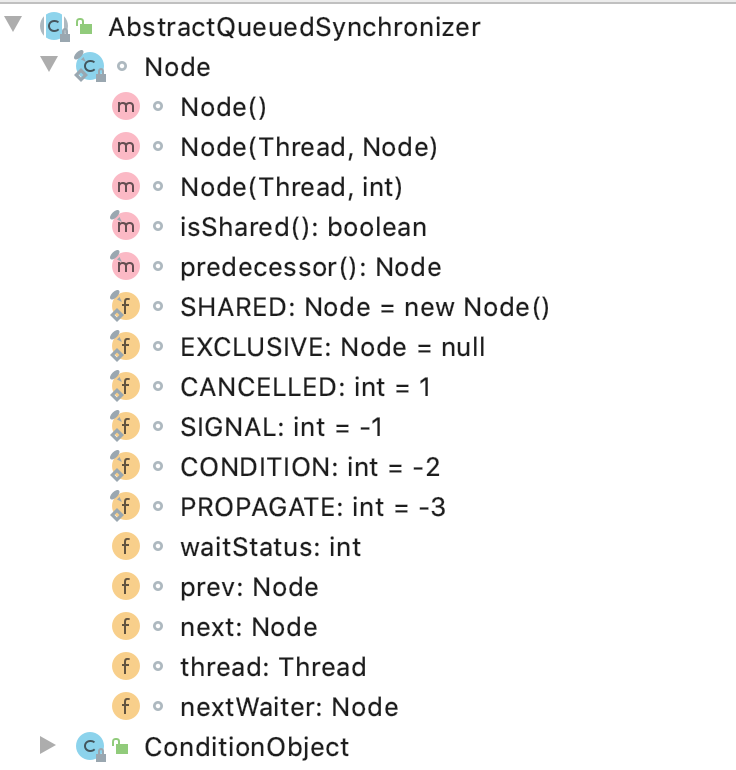 AbstractQueuedSynchronizer
Node
Node()
Node(Thread, Node)
Node(Thread, int)
isShared(): boolean
predecessor(): Node
SHARED: Node = new Node()
EXCLUSIVE: Node = null
CANCELLED: int = 1
SIGNAL: int = -1
CONDITION: int = -2
PROPAGATE: int = -3
waitStatus: int
prev: Node
next: Node
thread: Thread
nextWaiter: Node
ConditionObject